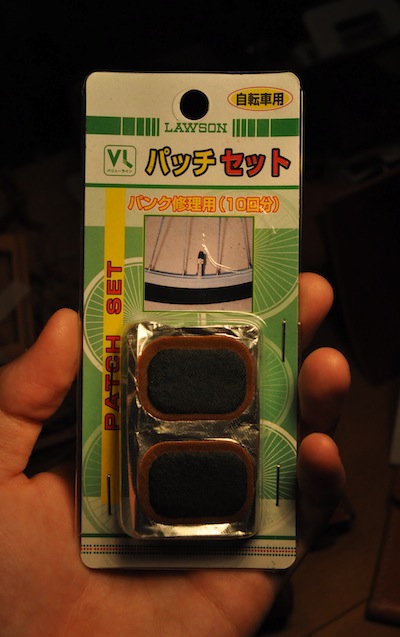 自転車用
LAWSON
VL
バリューライン
パッチセット
パンク修理用(10回分)
PATCH SET